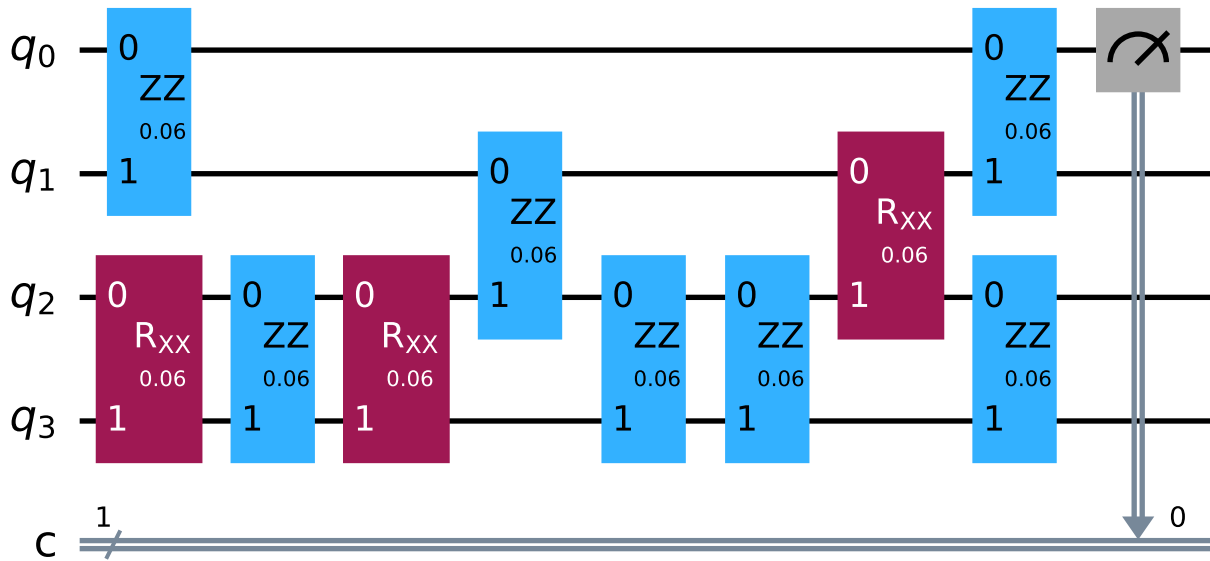 q0 0 ZZ 0.06 1 0 ZZ 0.06 1
q1 0 ZZ 0.06 1 0 RXX 0.06 1
q2 0 RXX 0.06 1 0 ZZ 0.06 1 0 RXX 0.06 1 0 ZZ 0.06 1 0 ZZ 0.06 1 0 ZZ 0.06 1
q3
c 1 0